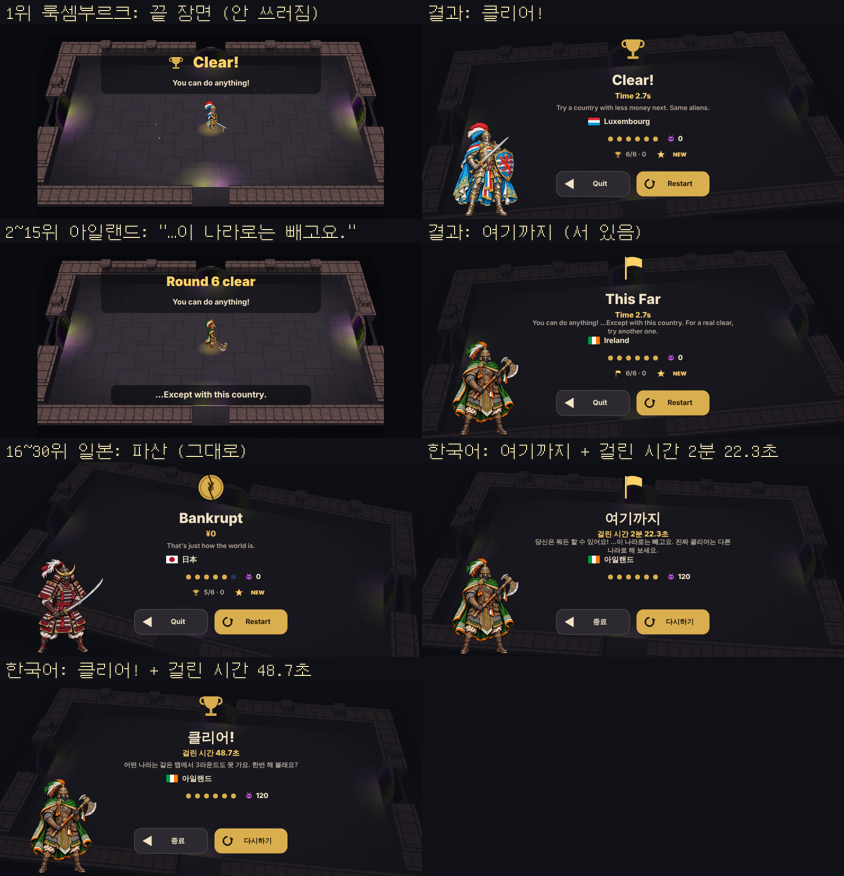 1위 룩셈부르크: 끝 장면 (안 쓰러짐)
Clear!
You can do anything!
결과: 클리어!
Clear!
Time 2.7s
Try a country with less money next. Same aliens.
Luxembourg
0
6/6 · 0 NEW
Quit Restart
2~15위 아일랜드: "…이 나라로는 빼고요."
Round 6 clear
You can do anything!
...Except with this country.
결과: 여기까지 (서 있음)
This Far
Time 2.7s
You can do anything! ...Except with this country. For a real clear,
try another one.
Ireland
0
6/6 · 0 NEW
Quit Restart
16~30위 일본: 파산 (그대로)
Bankrupt
¥0
That's just how the world is.
日本
0
5/6 · 0 NEW
Quit Restart
한국어: 여기까지 + 걸린 시간 2분 22.3초
여기까지
걸린 시간 2분 22.3초
당신은 뭐든 할 수 있어요! ...이 나라로는 빼고요. 진짜 클리어는 다른
나라로 해 보세요.
아일랜드
120
종료 다시하기
한국어: 클리어! + 걸린 시간 48.7초
클리어!
걸린 시간 48.7초
어떤 나라는 같은 맵에서 3라운드도 못 가요. 한번 해 볼래요?
아일랜드
120
종료 다시하기